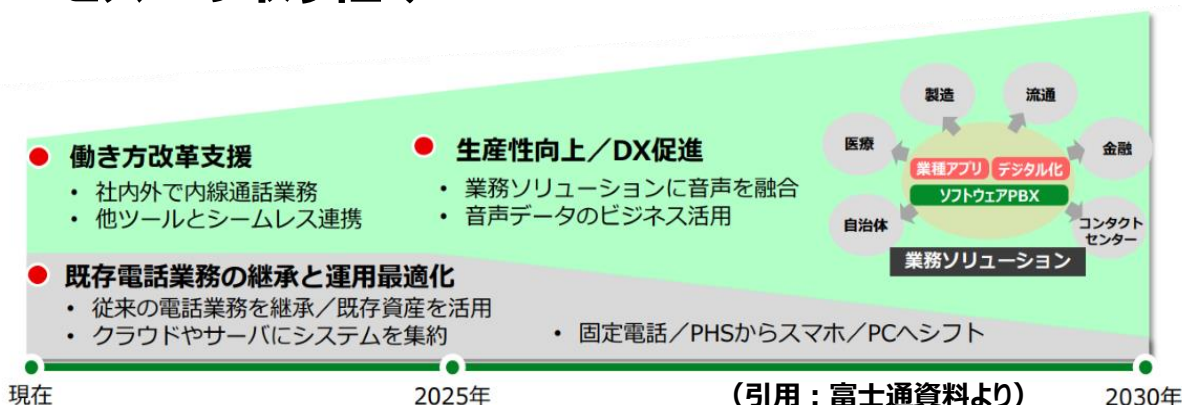 働き方改革支援
・ 社内外で内線通話業務
・ 他ツールとシームレス連携
生産性向上／DX促進
・ 業務ソリューションに音声を融合
・ 音声データのビジネス活用
製造
流通
医療
金融
業種アプリ
デジタル化
ソフトウェアPBX
自治体
コンタクト
センター
業務ソリューション
既存電話業務の継承と運用最適化
・ 従来の電話業務を継承／既存資産を活用
・ クラウドやサーバにシステムを集約
・ 固定電話／PHSからスマホ／PCへシフト
現在
2025年
（引用：富士通資料より）
2030年